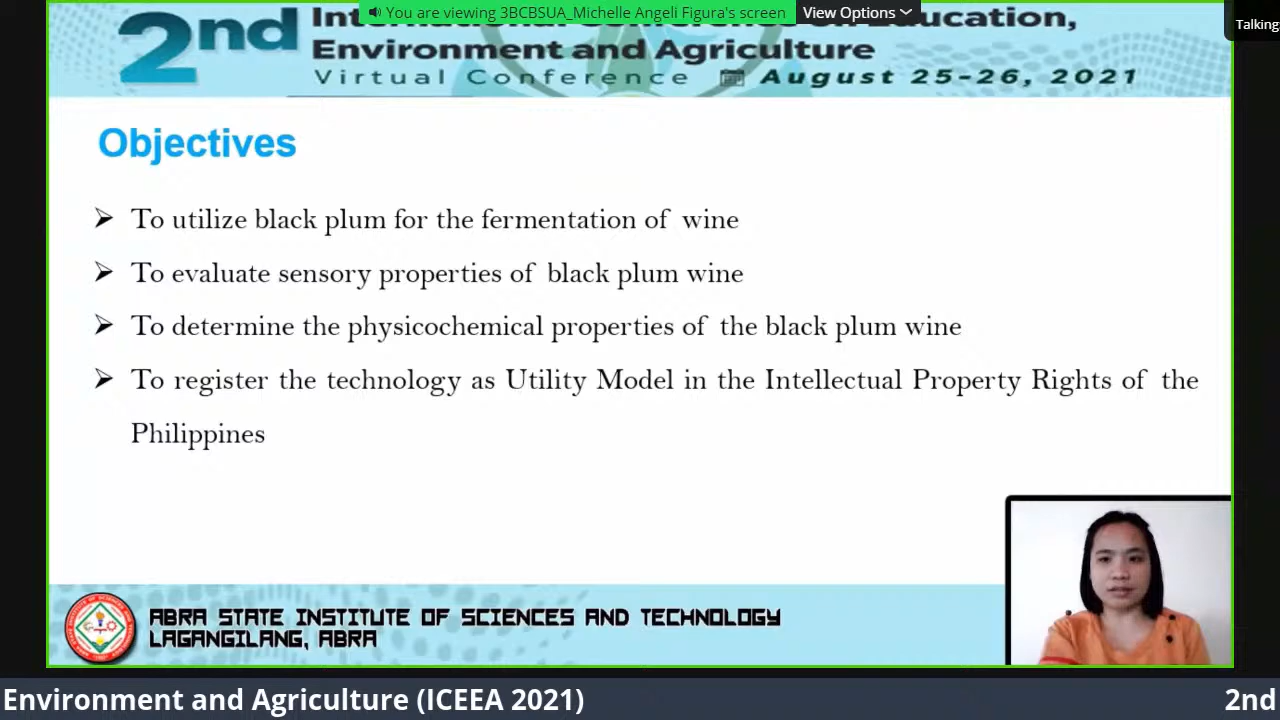 You are viewing 3BCBSUA_Michelle Angeli Figura's screen
View Options
Talking
2nd
Education,
Environment and Agriculture
Virtual Conference August 25-26, 2021
Objectives
To utilize black plum for the fermentation of wine
To evaluate sensory properties of black plum wine
To determine the physicochemical properties of the black plum wine
To register the technology as Utility Model in the Intellectual Property Rights of the
Philippines
ABRA STATE INSTITUTE OF SCIENCES AND TECHNOLOGY
LAGANGILANG, ABRA
Environment and Agriculture (ICEEA 2021)
2nd